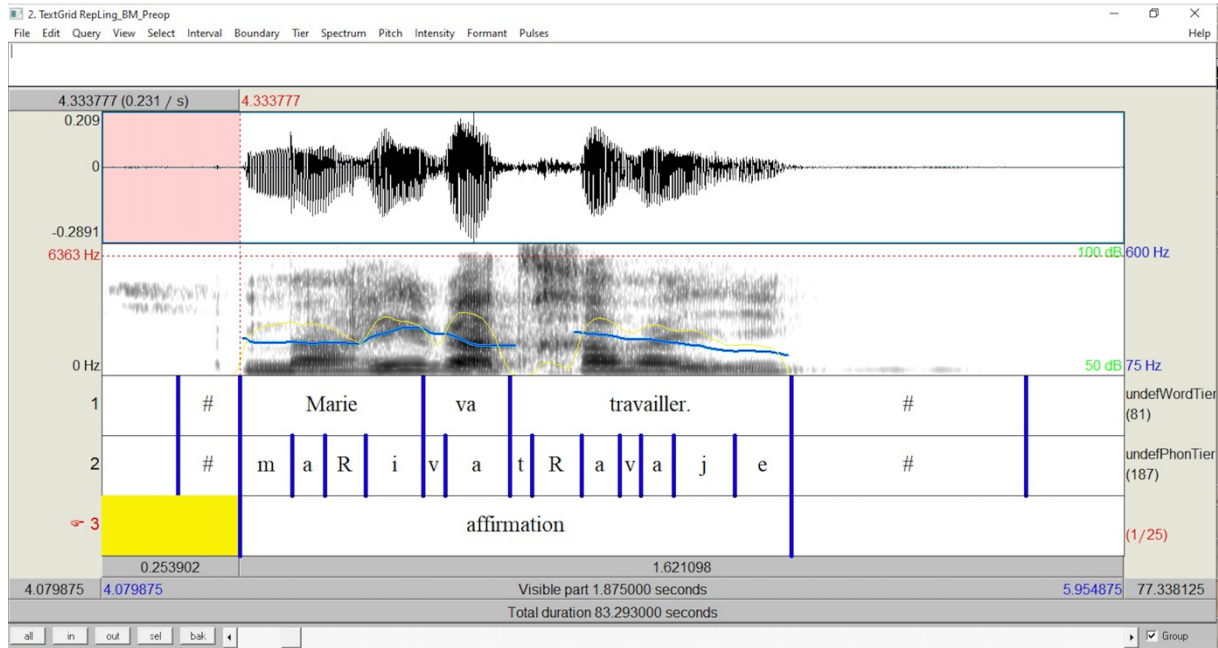 2. TextGrid RepLing_BM_Preop
File Edit Query View Select Interval Boundary Tier Spectrum Pitch Intensity Formant Pulses Help
4.333777 (0.231 / s) 4.333777
0.209
0
-0.2891
6363 Hz 100 dB 600 Hz
0 Hz 50 dB 75 Hz
1 # Marie va travailler. # undefWordTier
(81)
2 # m a R i v a t R a v a j e # undefPhonTier
(187)
3 affirmation (1/25)
0.253902 1.621098
4.079875 4.079875 Visible part 1.875000 seconds 5.954875 77.338125
Total duration 83.293000 seconds
all in out sel bak Group